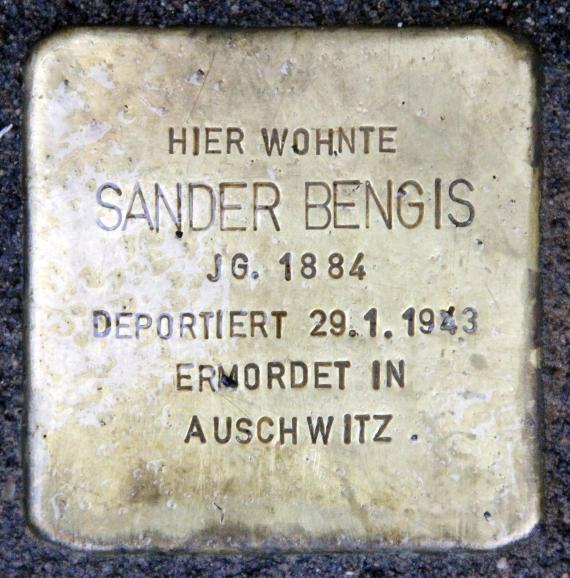 HIER WOHNTE
SANDER BENGIS
JG. 1884
DEPORTIERT 29.1.1943
ERMORDET IN
AUSCHWITZ.